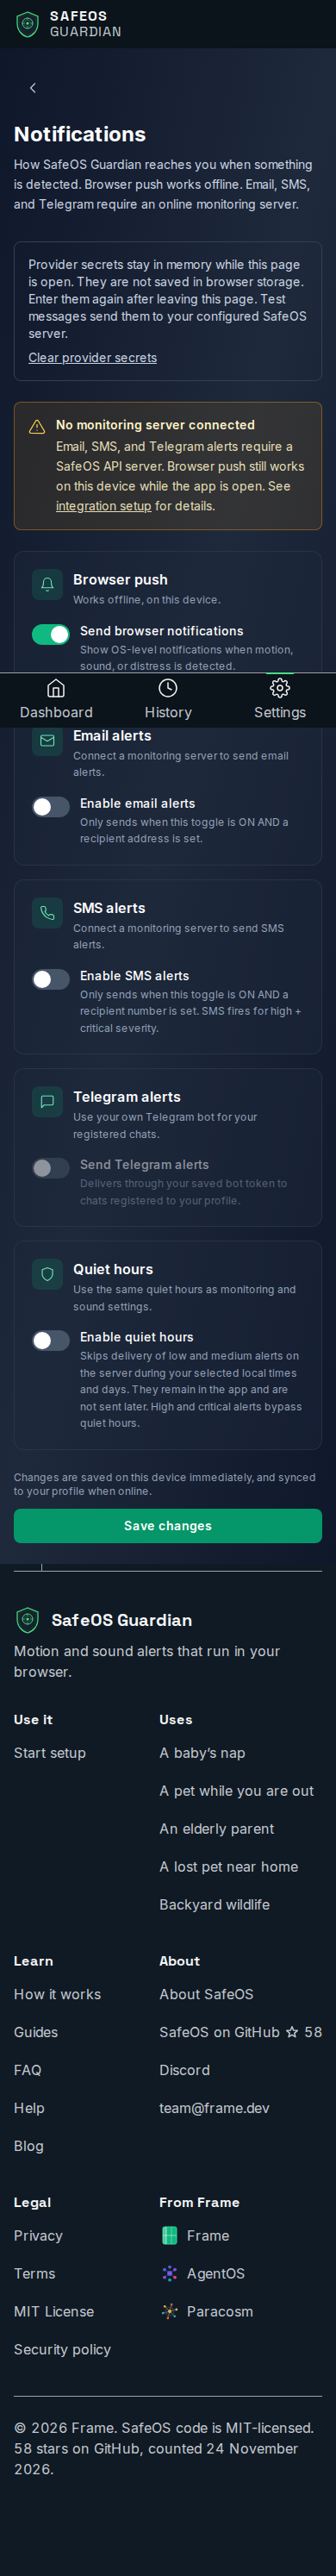 SAFEOS
GUARDIAN
Notifications
How SafeOS Guardian reaches you when something
is detected. Browser push works offline. Email, SMS,
and Telegram require an online monitoring server.
Provider secrets stay in memory while this page
is open. They are not saved in browser storage.
Enter them again after leaving this page. Test
messages send them to your configured SafeOS
server.
Clear provider secrets
No monitoring server connected
Email, SMS, and Telegram alerts require a
SafeOS API server. Browser push still works
on this device while the app is open. See
integration setup for details.
Browser push
Works offline, on this device.
Send browser notifications
Show OS-level notifications when motion,
sound, or distress is detected.
Dashboard
History
Settings
Email alerts
Connect a monitoring server to send email
alerts.
Enable email alerts
Only sends when this toggle is ON AND a
recipient address is set.
SMS alerts
Connect a monitoring server to send SMS
alerts.
Enable SMS alerts
Only sends when this toggle is ON AND a
recipient number is set. SMS fires for high +
critical severity.
Telegram alerts
Use your own Telegram bot for your
registered chats.
Send Telegram alerts
Delivers through your saved bot token to
chats registered to your profile.
Quiet hours
Use the same quiet hours as monitoring and
sound settings.
Enable quiet hours
Skips delivery of low and medium alerts on
the server during your selected local times
and days. They remain in the app and are
not sent later. High and critical alerts bypass
quiet hours.
Changes are saved on this device immediately, and synced
to your profile when online.
Save changes
SafeOS Guardian
Motion and sound alerts that run in your
browser.
Use it
Start setup
Uses
A baby’s nap
A pet while you are out
An elderly parent
A lost pet near home
Backyard wildlife
Learn
How it works
Guides
FAQ
Help
Blog
About
About SafeOS
SafeOS on GitHub ☆ 58
Discord
team@frame.dev
Legal
Privacy
Terms
MIT License
Security policy
From Frame
Frame
AgentOS
Paracosm
© 2026 Frame. SafeOS code is MIT-licensed.
58 stars on GitHub, counted 24 November
2026.